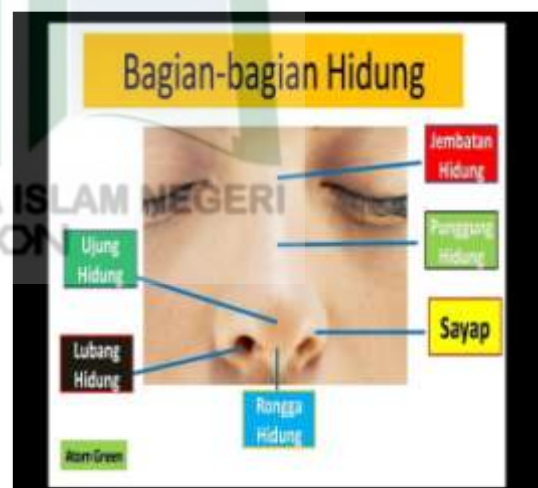 Bagian-bagian Hidung
Jembatan
Hidung
ISLAM NEGERI
Punggung
Hidung
Ujung
Hidung
Sayap
Lubang
Hidung
Rongga
Hidung
Atom Green